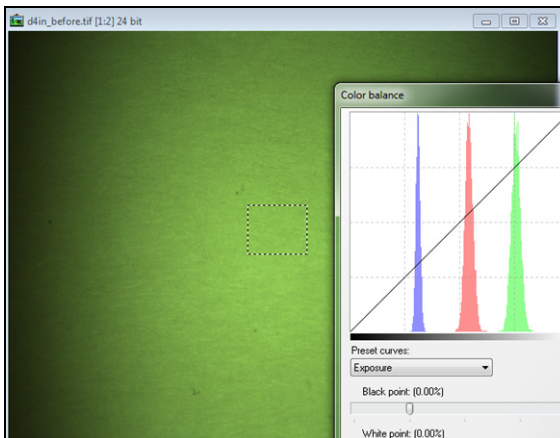 d4in_before.tif [1:2] 24 bit
Color balance
Preset curves:
Exposure
Black point: (0.00%)
White point: (0.00%)